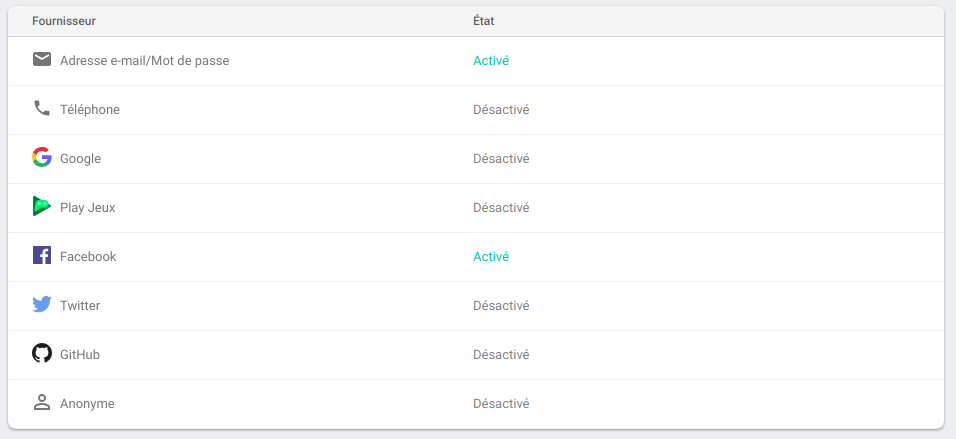 Fournisseur État
Adresse e-mail/Mot de passe Activé
Téléphone Désactivé
Google Désactivé
Play Jeux Désactivé
Facebook Activé
Twitter Désactivé
GitHub Désactivé
Anonyme Désactivé